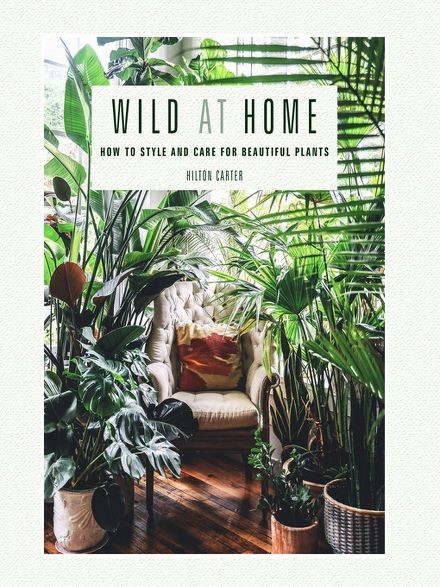 WILD AT HOME
HOW TO STYLE AND CARE FOR BEAUTIFUL PLANTS
HILTON CARTER